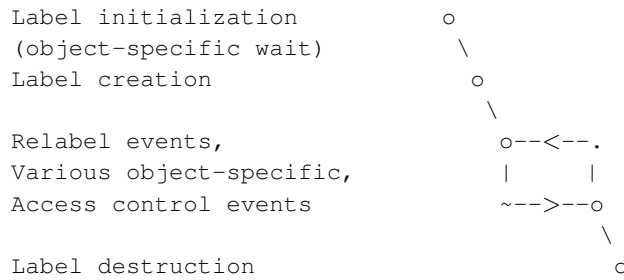 Label initialization          o
(object-specific wait)         \
Label creation                  o
                                 \
Relabel events,                   o--<--.
Various object-specific,          |     |
Access control events             ~-->--o
                                         \
Label destruction                         o